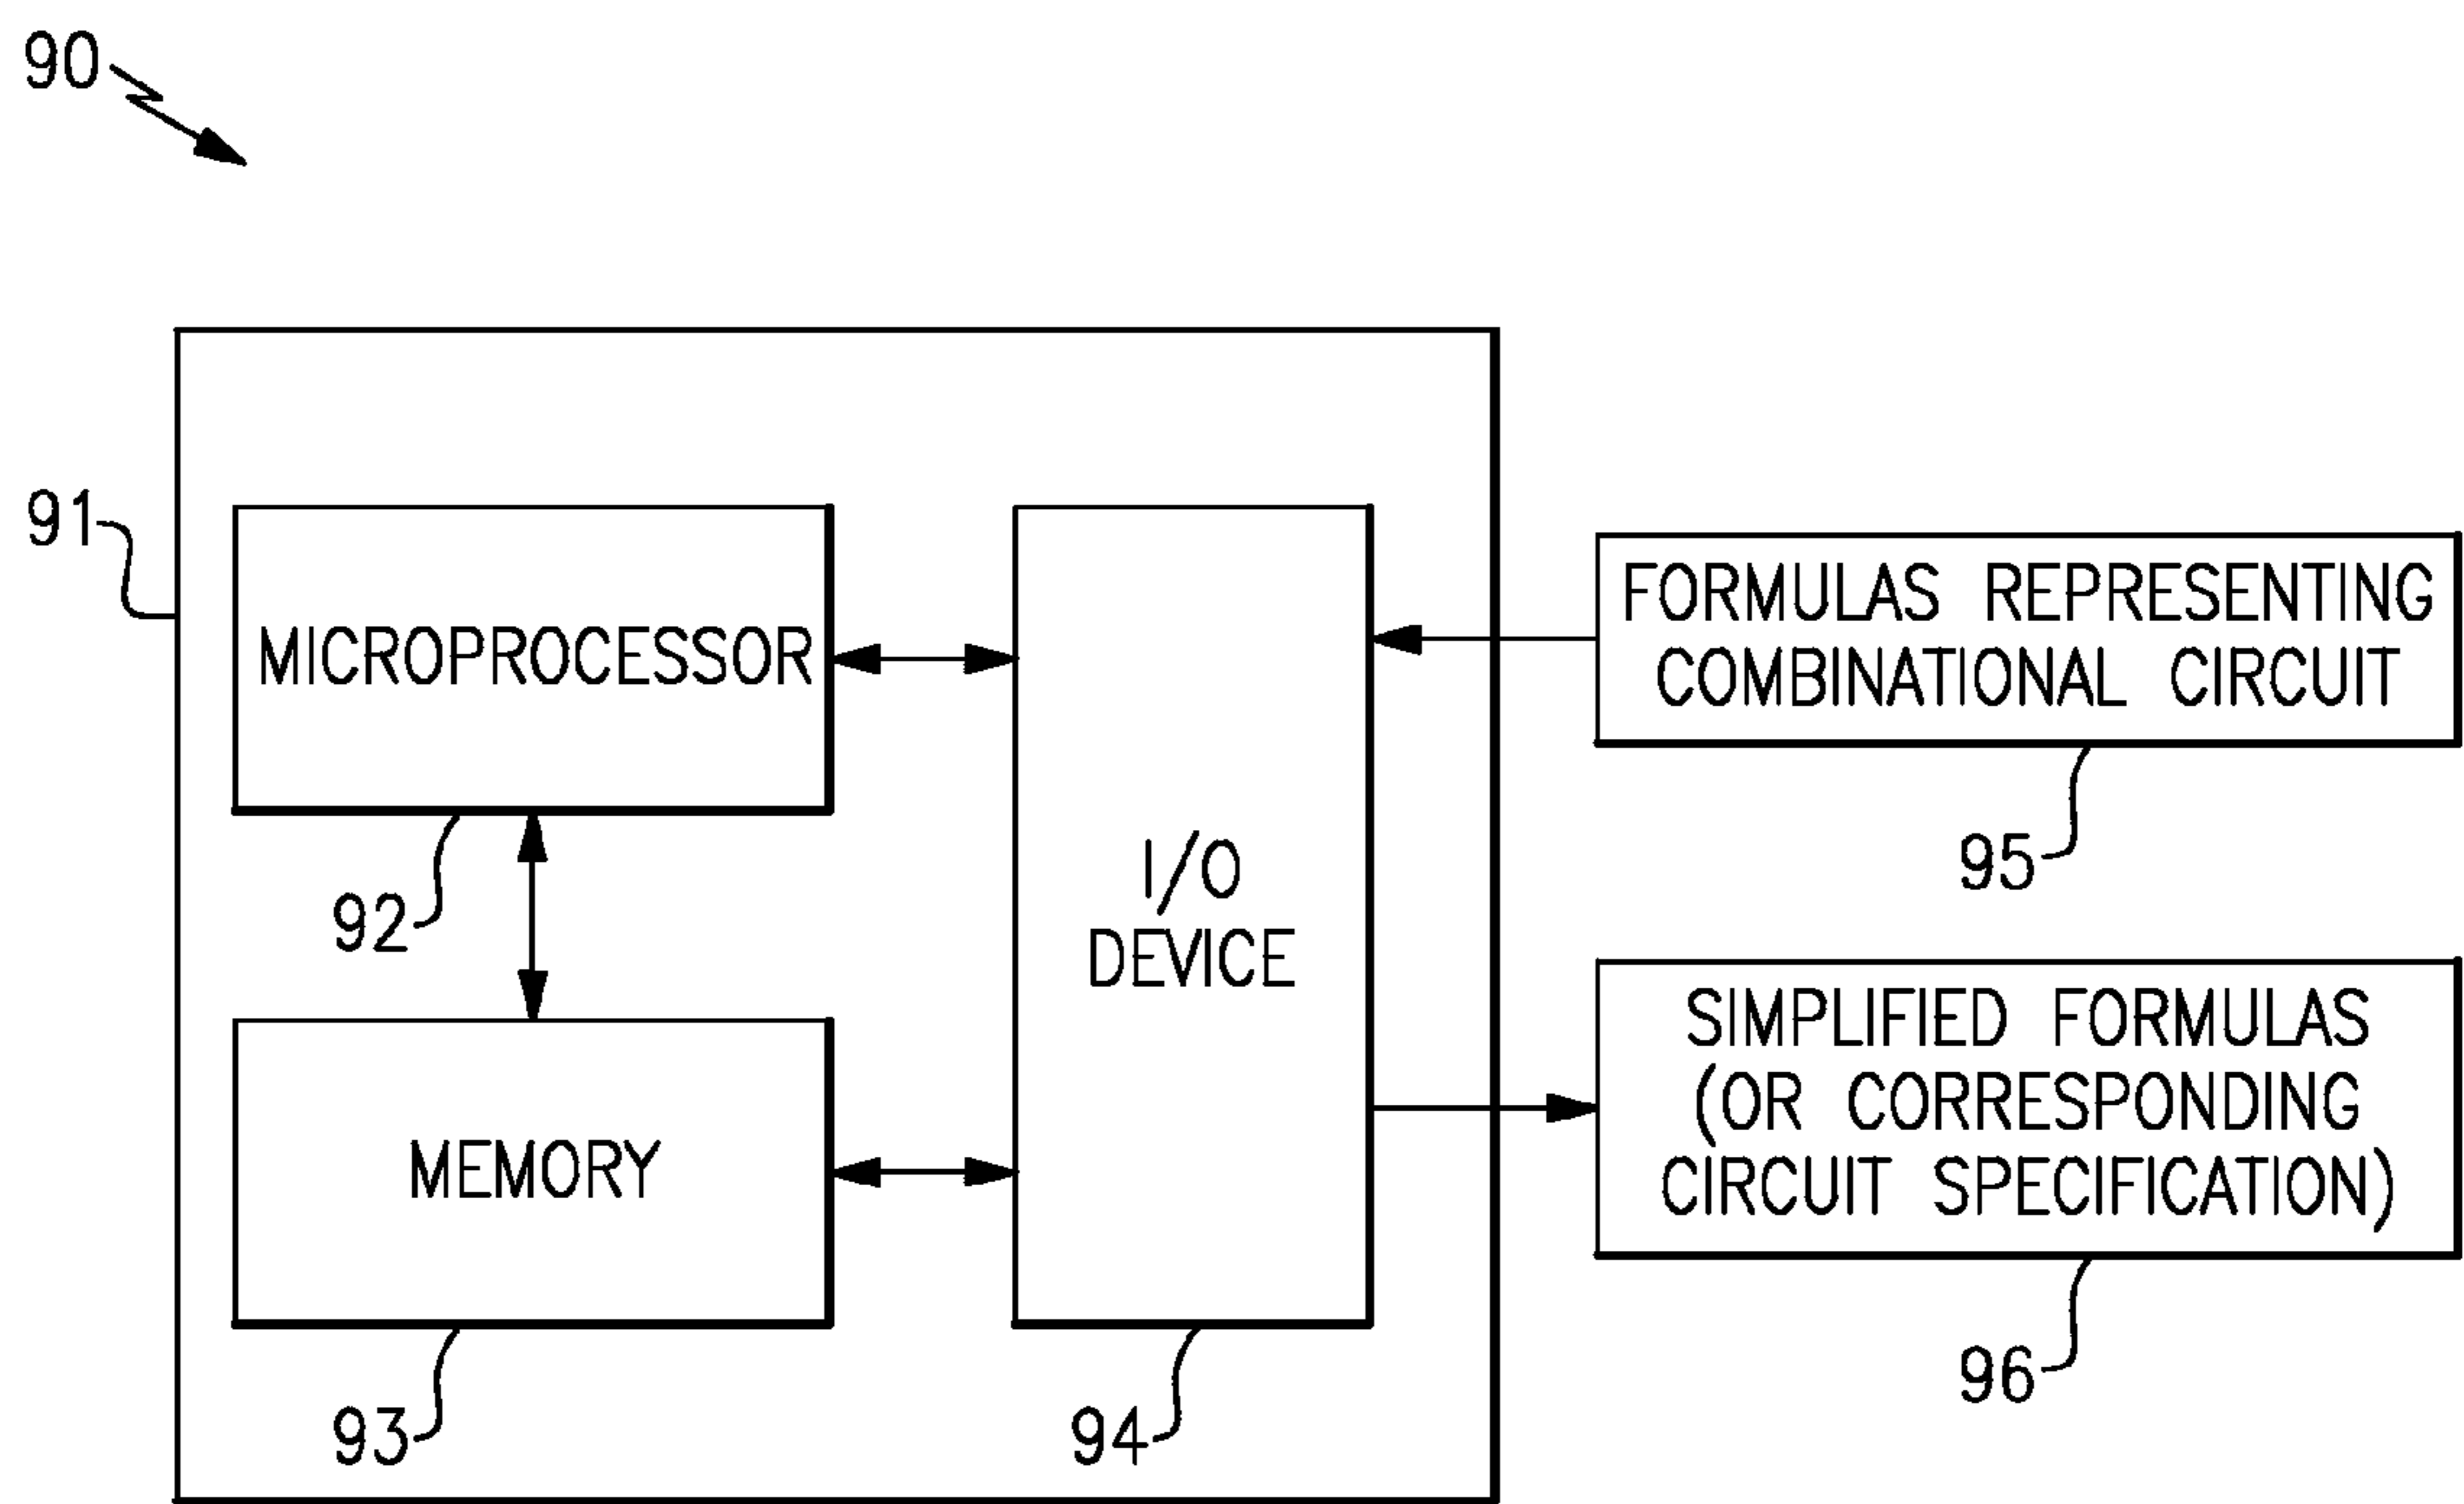 90
91
MICROPROCESSOR
92
MEMORY
93
I/O
DEVICE
94
FORMULAS REPRESENTING
COMBINATIONAL CIRCUIT
95
SIMPLIFIED FORMULAS
(OR CORRESPONDING
CIRCUIT SPECIFICATION)
96